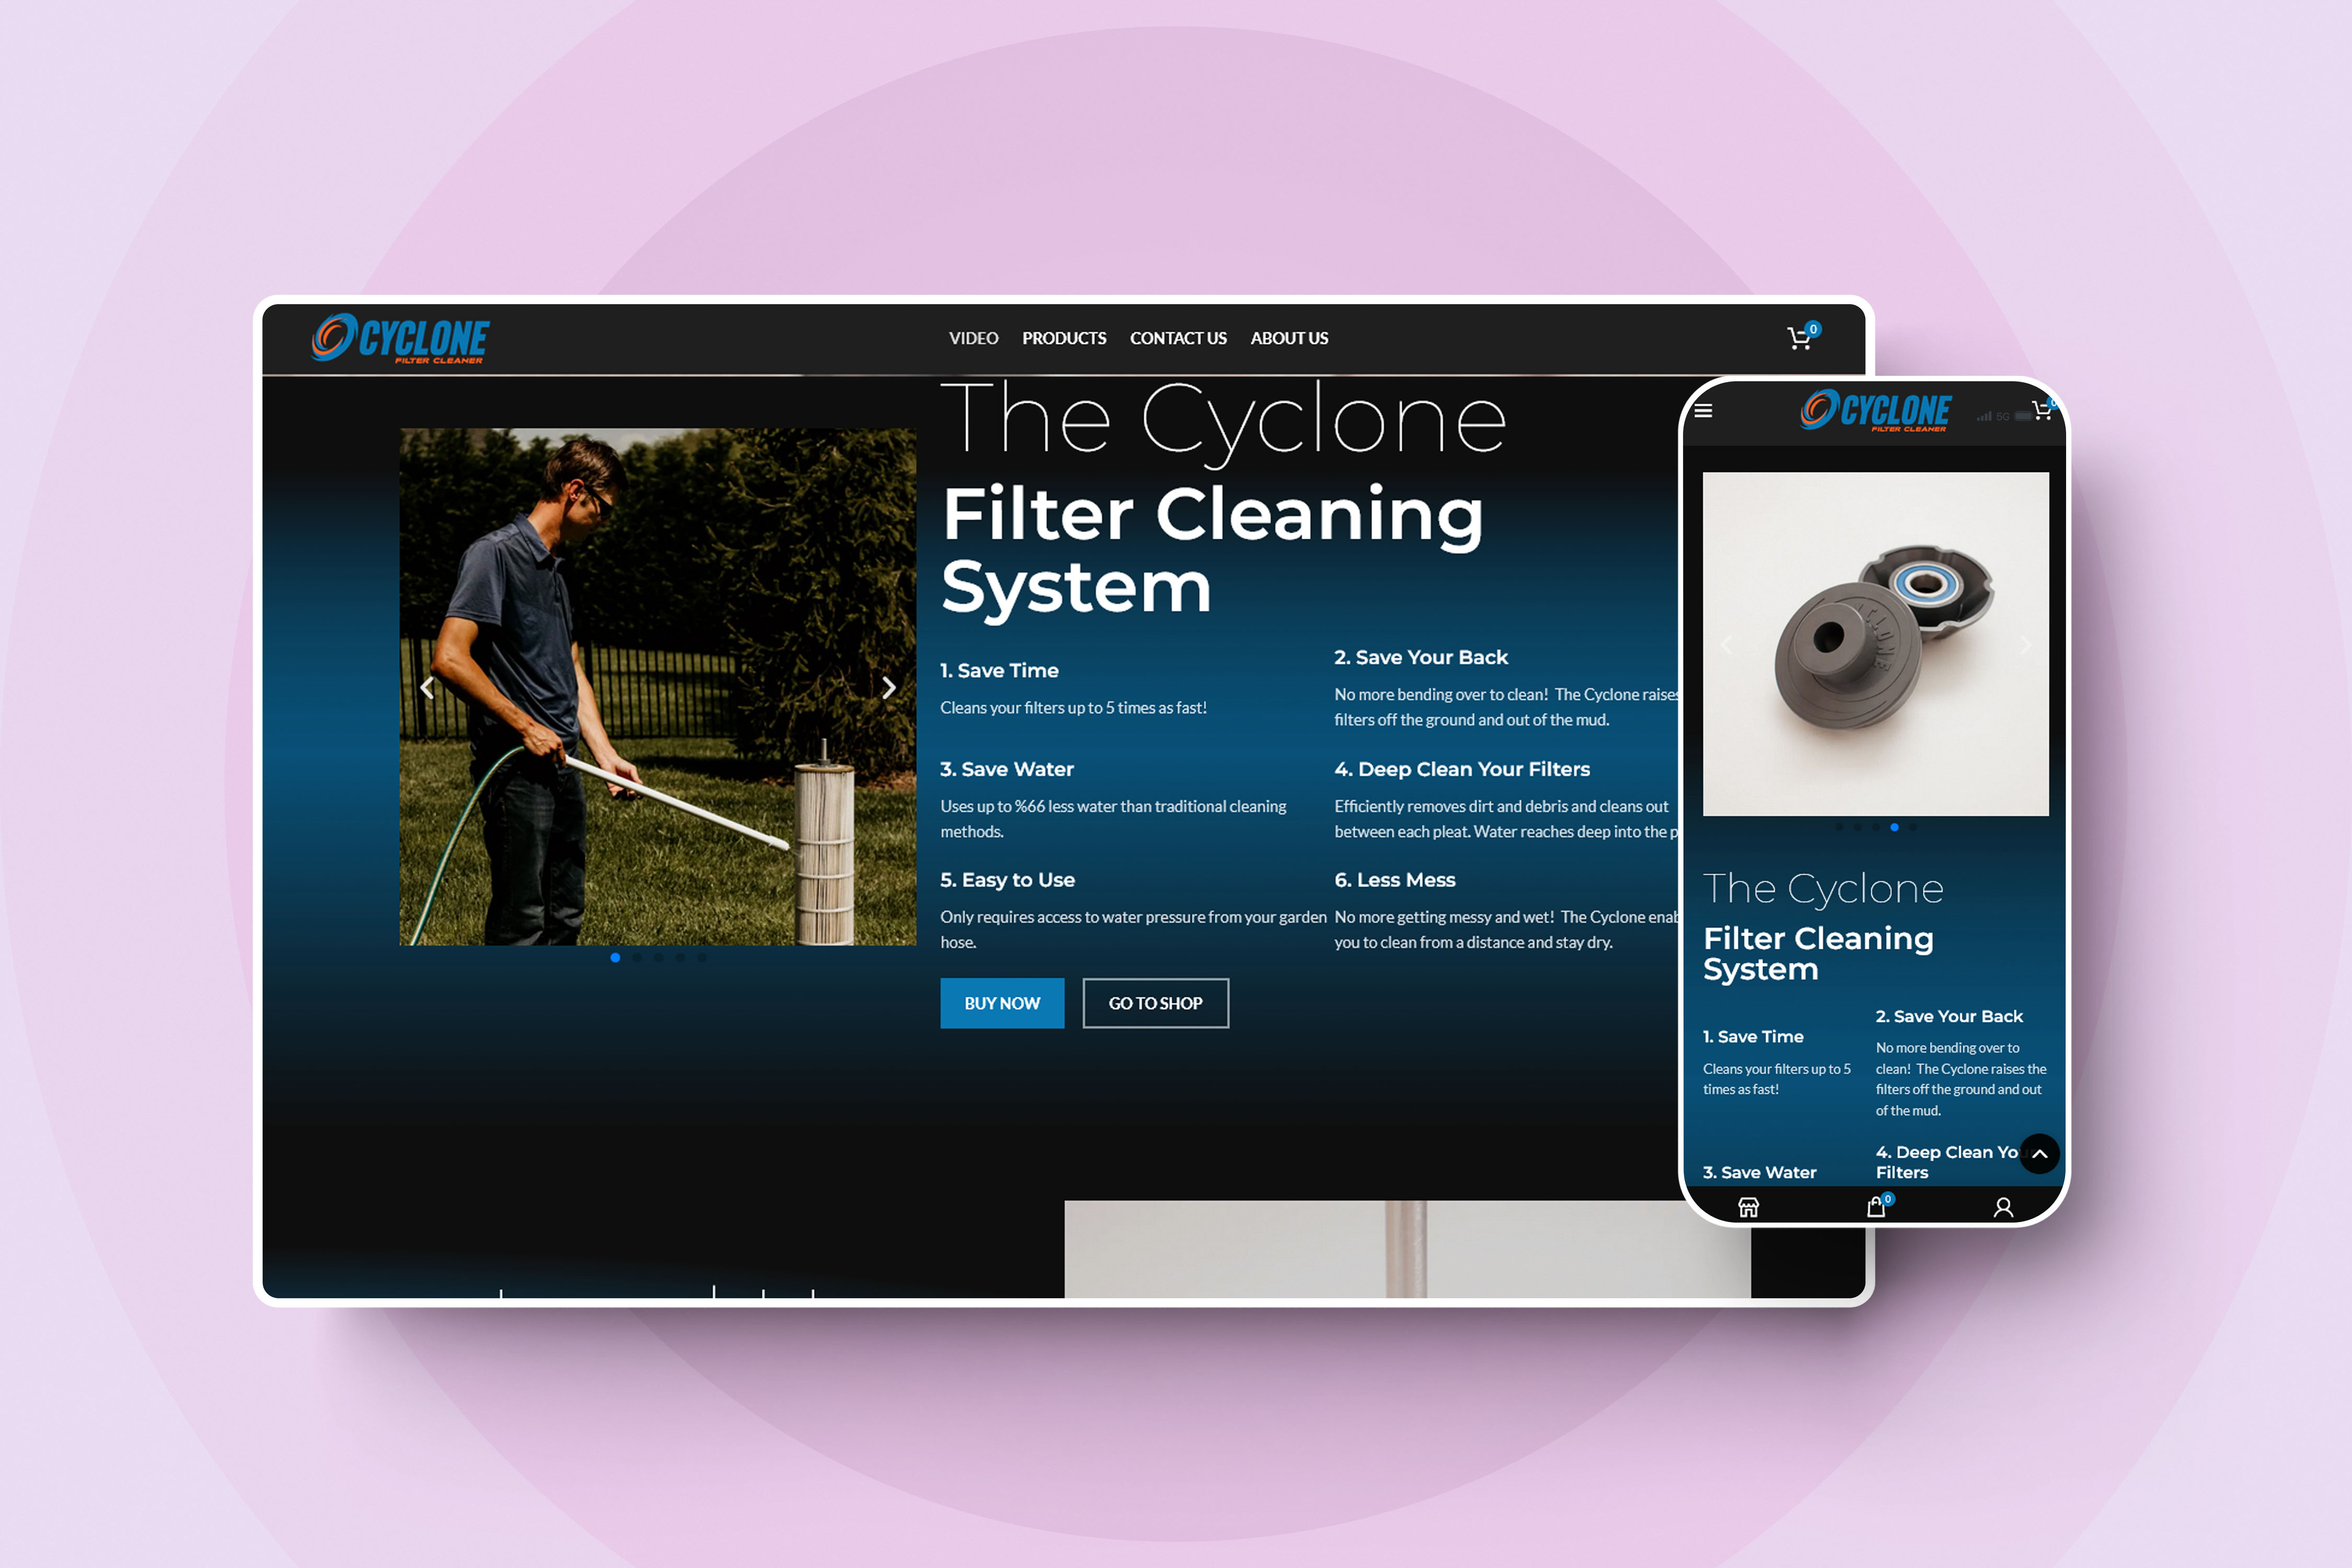 CYCLONE
FILTER CLEANER
VIDEO PRODUCTS CONTACT US ABOUT US
0
The Cyclone
Filter Cleaning
System
1. Save Time
Cleans your filters up to 5 times as fast!
2. Save Your Back
No more bending over to clean! The Cyclone raises
filters off the ground and out of the mud.
3. Save Water
Uses up to %66 less water than traditional cleaning
methods.
4. Deep Clean Your Filters
Efficiently removes dirt and debris and cleans out
between each pleat. Water reaches deep into the
5. Easy to Use
Only requires access to water pressure from your garden
hose.
6. Less Mess
No more getting messy and wet! The Cyclone
you to clean from a distance and stay dry.
BUY NOW GO TO SHOP
CYCLONE
FILTER CLEANER
5G
CYCLONE
The Cyclone
Filter Cleaning
System
1. Save Time
Cleans your filters up to 5
times as fast!
2. Save Your Back
No more bending over to
clean! The Cyclone raises the
filters off the ground and out
of the mud.
3. Save Water
4. Deep Clean
Filters
0